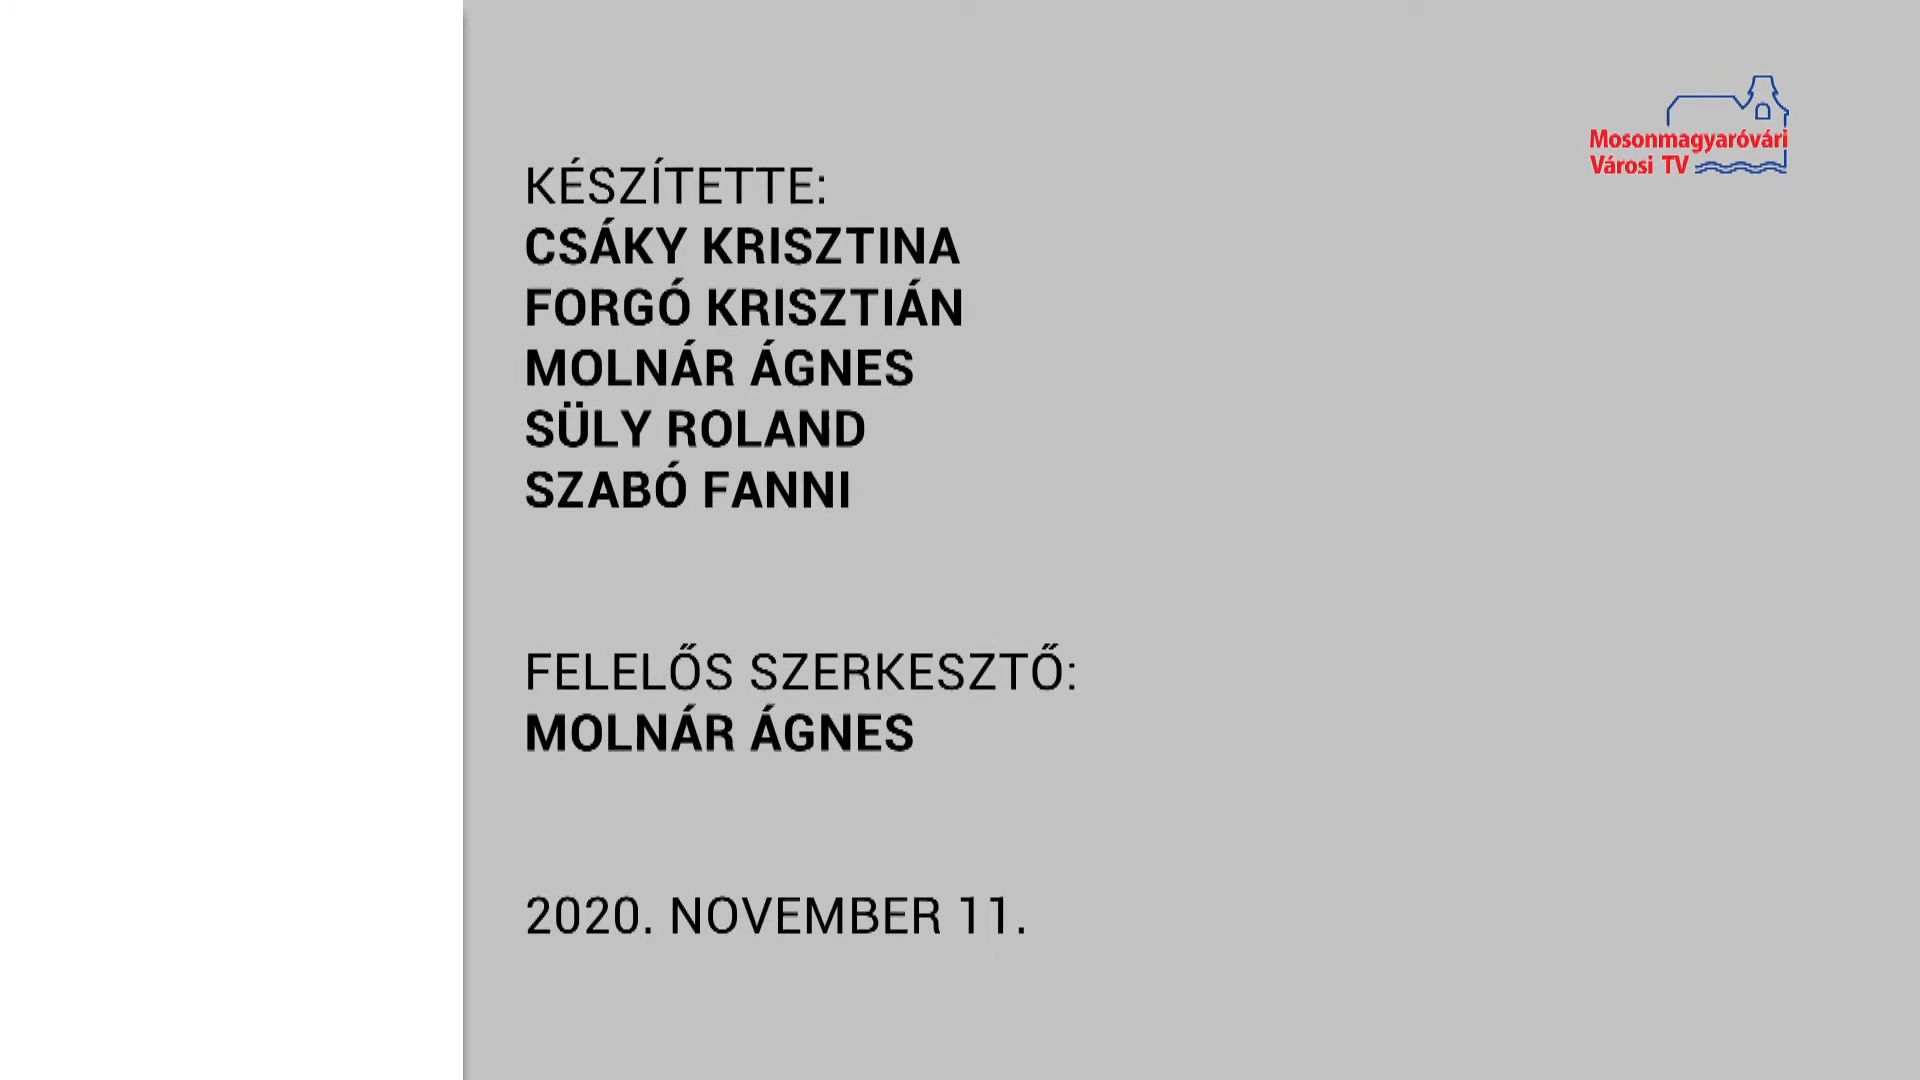 Mosonmagyaróvári
Városi TV
KÉSZÍTETTE:
CSÁKY KRISZTINA
FORGÓ KRISZTIÁN
MOLNÁR ÁGNES
SÜLY ROLAND
SZABÓ FANNI
FELELŐS SZERKESZTŐ:
MOLNÁR ÁGNES
2020. NOVEMBER 11.